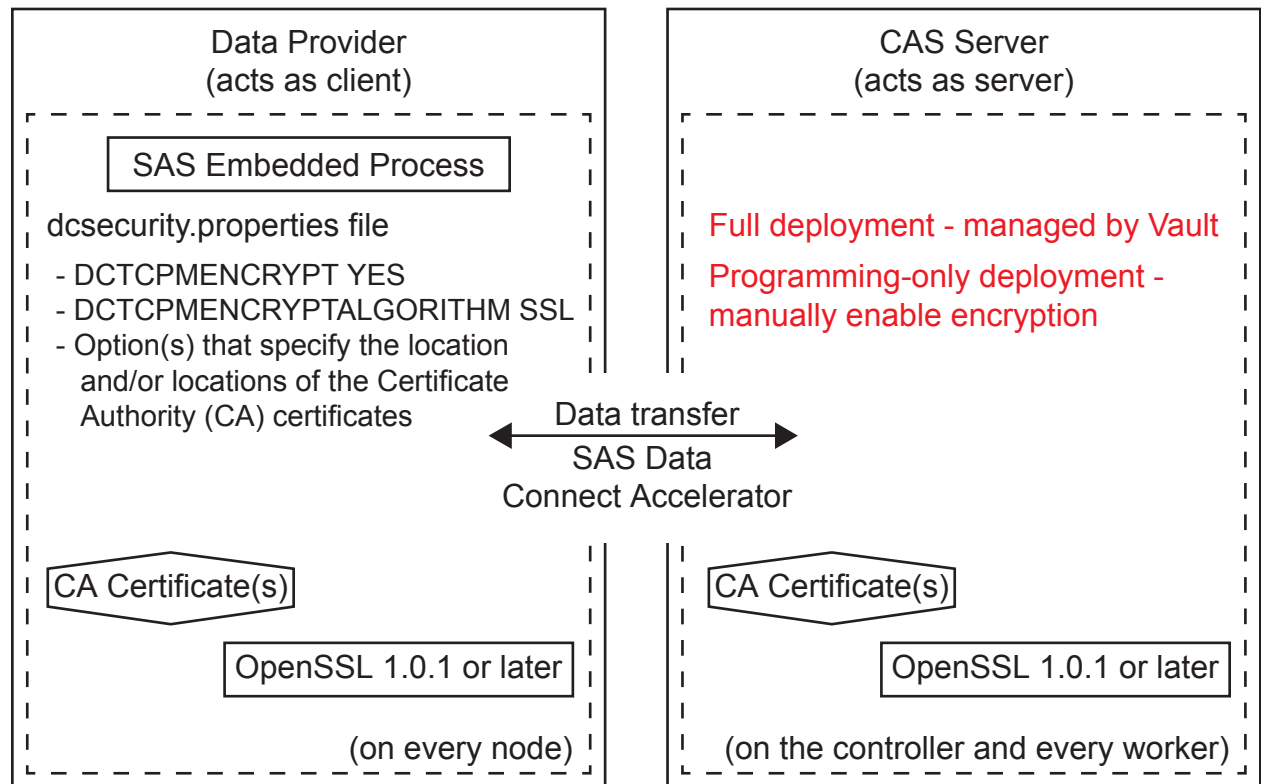 Data Provider
(acts as client)
SAS Embedded Process
dcsecurity.properties file
- DCTCPMENCRYPT YES
- DCTCPMENCRYPTALGORITHM SSL
- Option(s) that specify the location
and/or locations of the Certificate
Authority (CA) certificates
CA Certificate(s)
OpenSSL 1.0.1 or later
(on every node)
Data transfer
SAS Data
Connect Accelerator
CAS Server
(acts as server)
Full deployment - managed by Vault
Programming-only deployment -
manually enable encryption
CA Certificate(s)
OpenSSL 1.0.1 or later
(on the controller and every worker)